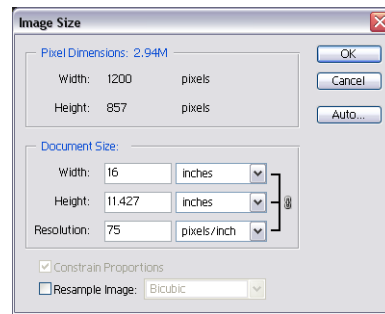 Image Size
Pixel Dimensions: 2.94M
Width: 1200 pixels
Height: 857 pixels
OK
Cancel
Auto...
Document Size:
Width: 16 inches
Height: 11.427 inches
Resolution: 75 pixels/inch
Constrain Proportions
Resample Image: Bicubic